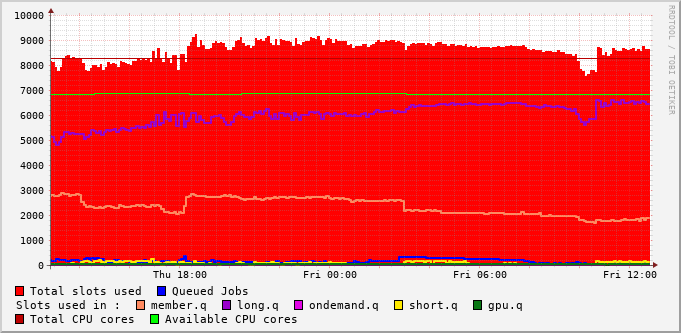 RRDTOOL / TOBI OETIKER
10000
9000
8000
7000
6000
5000
4000
3000
2000
1000
0
Thu 18:00 Fri 00:00 Fri 06:00 Fri 12:00
Total slots used Queued Jobs
Slots used in : member.q long.q ondemand.q short.q gpu.q
Total CPU cores Available CPU cores